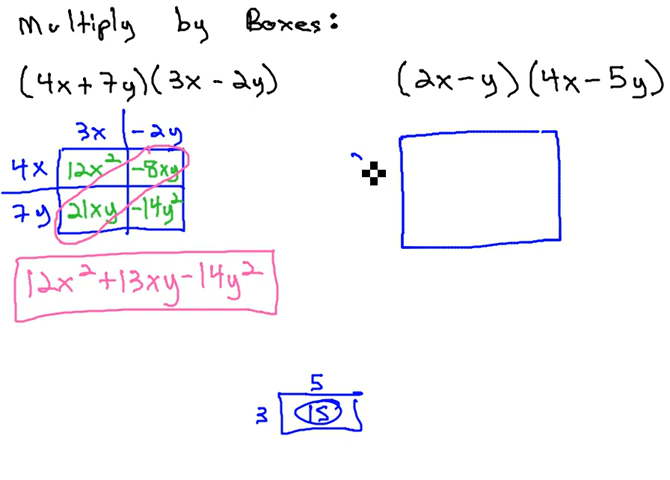 Multiply by Boxes:
(4x+7y)(3x-2y)
3x -2y
4x 12x² -8xy
7y 21xy -14y²
12x²+13xy-14y²
(2x-y)(4x-5y)
5
3 15